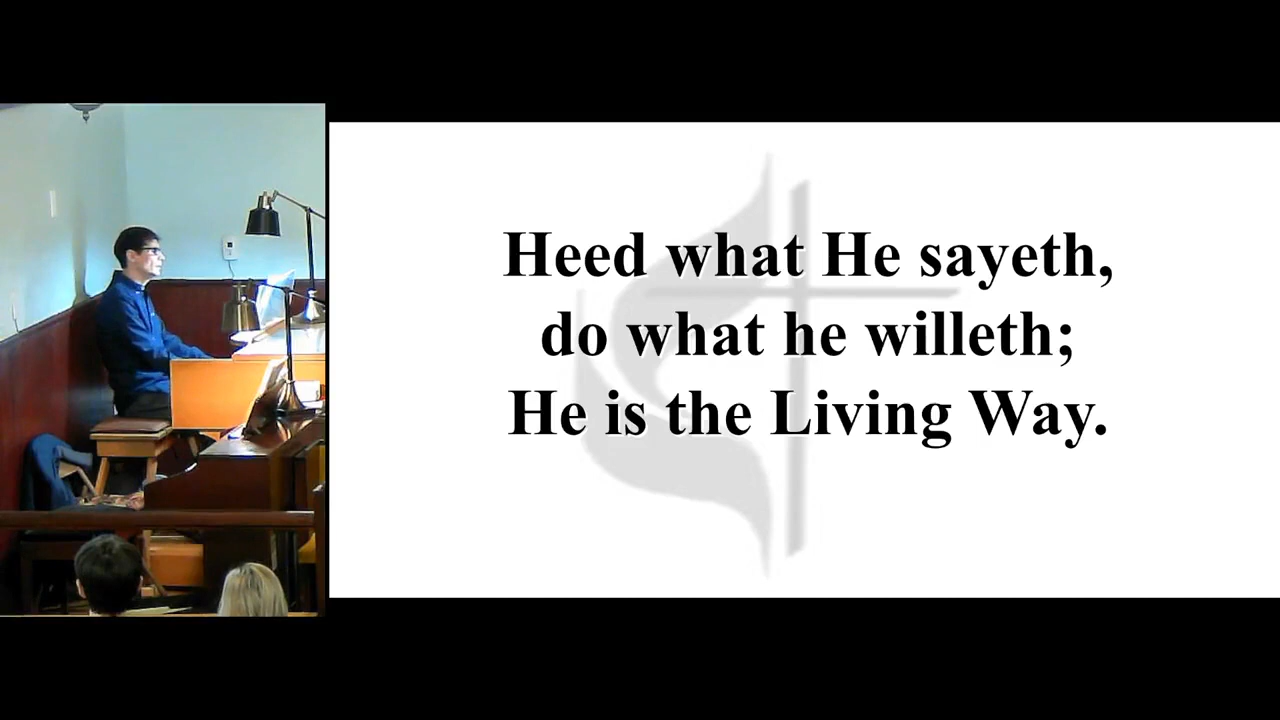 Heed what He sayeth,
do what he willeth;
He is the Living Way.